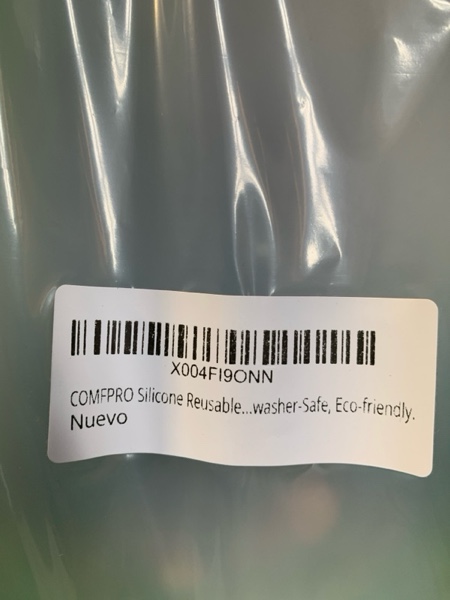 X004FI9ONN
COMFPRO Silicone Reusable...washer-Safe, Eco-friendly.
Nuevo